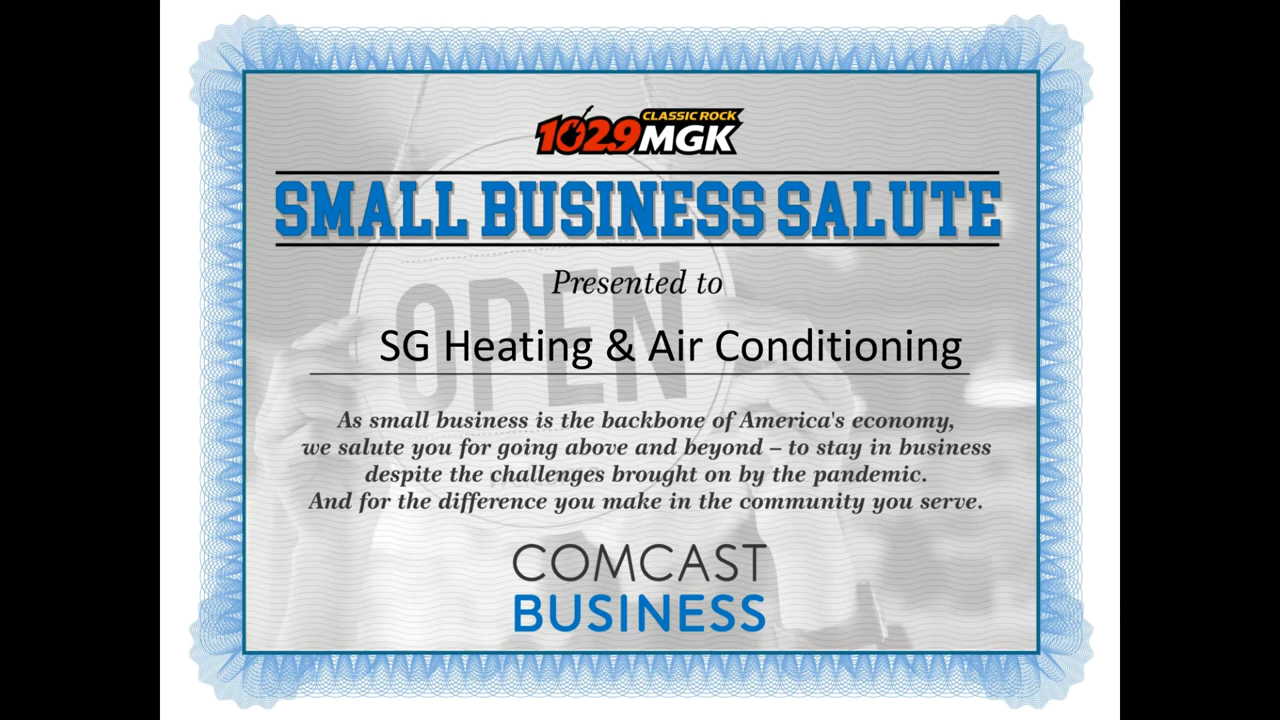 CLASSIC ROCK
102.9 MGK
SMALL BUSINESS SALUTE
Presented to
OPEN
SG Heating & Air Conditioning
As small business is the backbone of America's economy,
we salute you for going above and beyond – to stay in business
despite the challenges brought on by the pandemic.
And for the difference you make in the community you serve.
COMCAST
BUSINESS